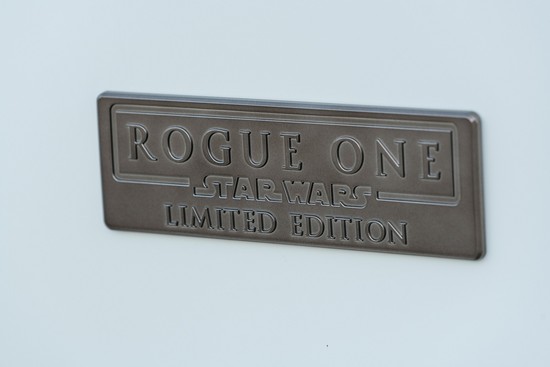 ROGUE ONE
STAR WARS
LIMITED EDITION